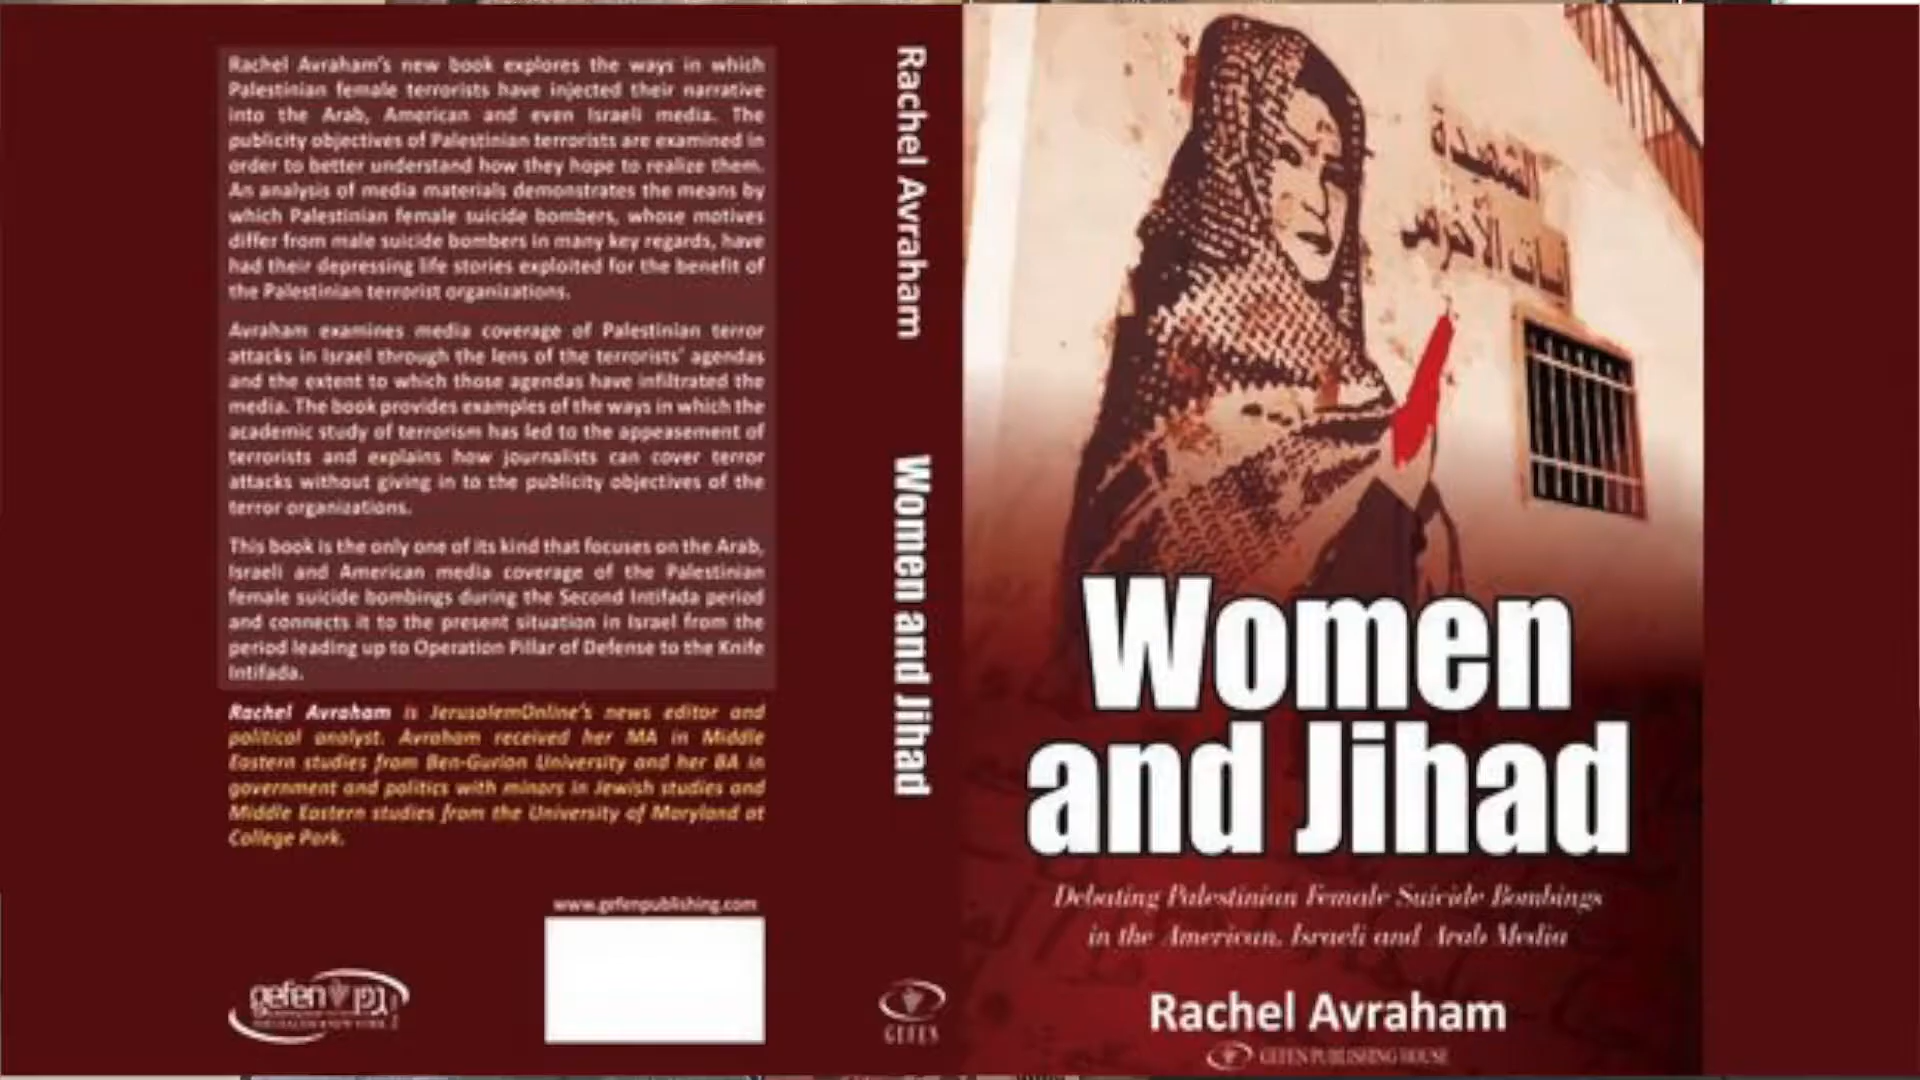 Rachel Avraham's new book explores the ways in which
Palestinian female terrorists have injected their narrative
into the Arab, American and even Israeli media. The
publicity objectives of Palestinian terrorists are examined in
order to better understand how they hope to realize them.
An analysis of media materials demonstrates the means by
which Palestinian female suicide bombers, whose motives
differ from male suicide bombers in many key regards, have
had their depressing life stories exploited for the benefit of
the Palestinian terrorist organizations.
Avraham examines media coverage of Palestinian terror
attacks in Israel through the lens of the terrorists' agendas
and the extent to which those agendas have infiltrated the
media. The book provides examples of the ways in which the
academic study of terrorism has led to the appeasement of
terrorists and explains how journalists can cover terror
attacks without giving in to the publicity objectives of the
terror organizations.
This book is the only one of its kind that focuses on the Arab,
Israeli and American media coverage of the Palestinian
female suicide bombings during the Second Intifada period
and connects it to the present situation in Israel from the
period leading up to Operation Pillar of Defense to the Knife
Intifada.
Rachel Avraham is JerusalemOnline's news editor and
political analyst. Avraham received her MA in Middle
Eastern studies from Ben-Gurion University and her BA in
government and politics with minors in Jewish studies and
Middle Eastern studies from the University of Maryland at
College Park.
www.gefenpublishing.com
gefen גפן
Rachel Avraham
Women and Jihad
GEFEN
الشهيدة
آيات الأخرس
Women
and Jihad
Debating Palestinian Female Suicide Bombings
in the American, Israeli and Arab Media
Rachel Avraham
GEFEN PUBLISHING HOUSE